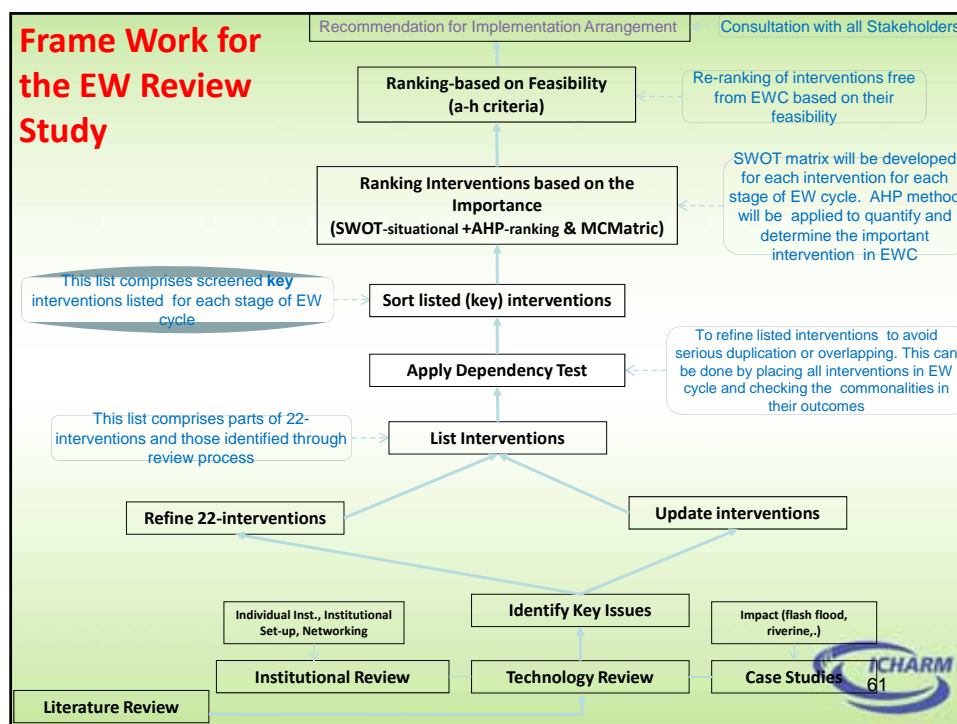 Frame Work for
the EW Review
Study
Recommendation for Implementation Arrangement
Consultation with all Stakeholders
Ranking-based on Feasibility
(a-h criteria)
Re-ranking of interventions free
from EWC based on their
feasibility
Ranking Interventions based on the
Importance
(SWOT-situational +AHP-ranking & MCMatric)
SWOT matrix will be developed
for each intervention for each
stage of EW cycle. AHP method
will be applied to quantify and
determine the important
intervention in EWC
This list comprises screened key
interventions listed for each stage of EW
cycle
Sort listed (key) interventions
Apply Dependency Test
To refine listed interventions to avoid
serious duplication or overlapping. This can
be done by placing all interventions in EW
cycle and checking the commonalities in
their outcomes
This list comprises parts of 22-
interventions and those identified through
review process
List Interventions
Refine 22-interventions
Update interventions
Identify Key Issues
Individual Inst., Institutional
Set-up, Networking
Impact (flash flood,
riverine,.)
Institutional Review
Technology Review
Case Studies
ICHARM
61
Literature Review